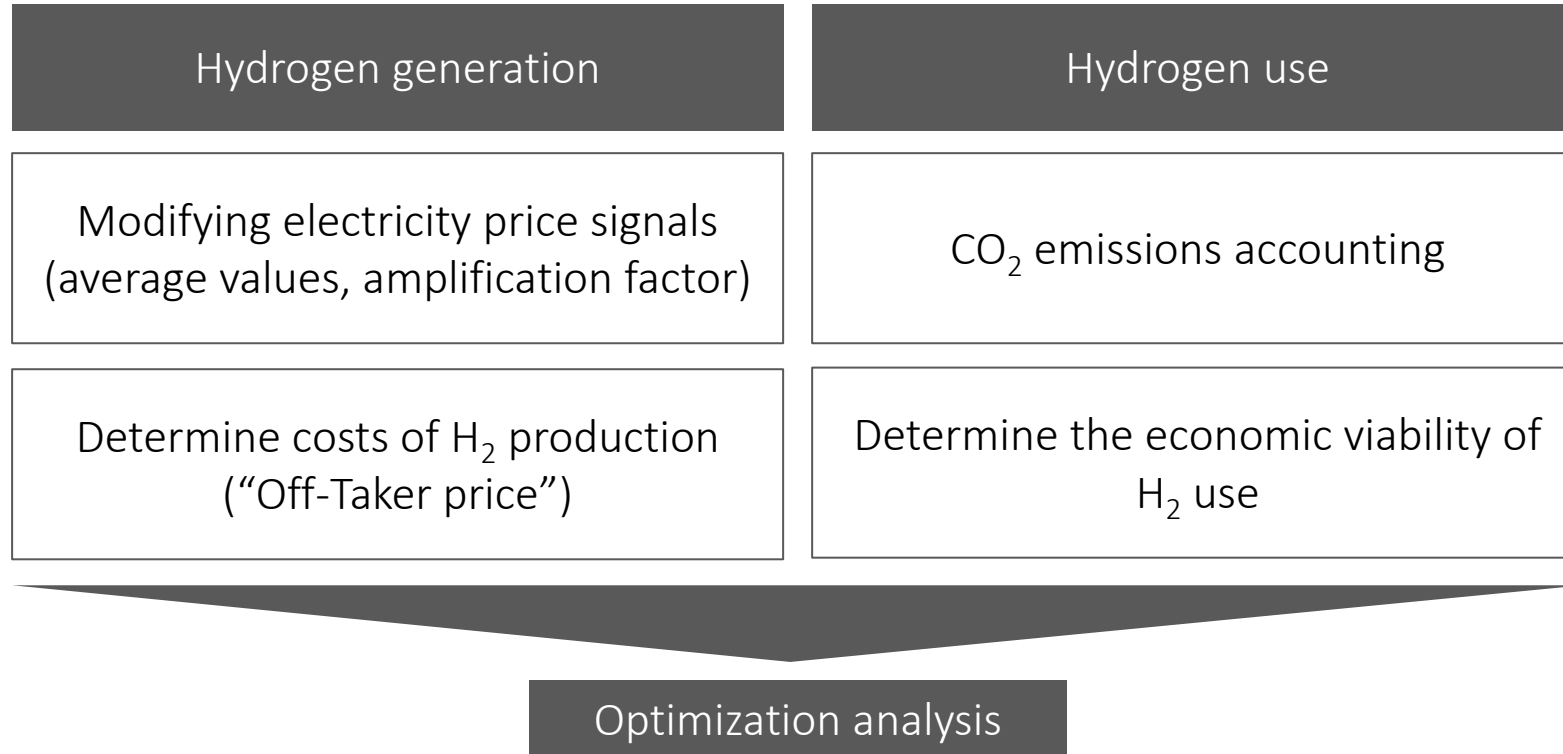 Hydrogen generation
Hydrogen use
Modifying electricity price signals
(average values, amplification factor)
CO₂ emissions accounting
Determine costs of H₂ production
(“Off-Taker price”)
Determine the economic viability of
H₂ use
Optimization analysis